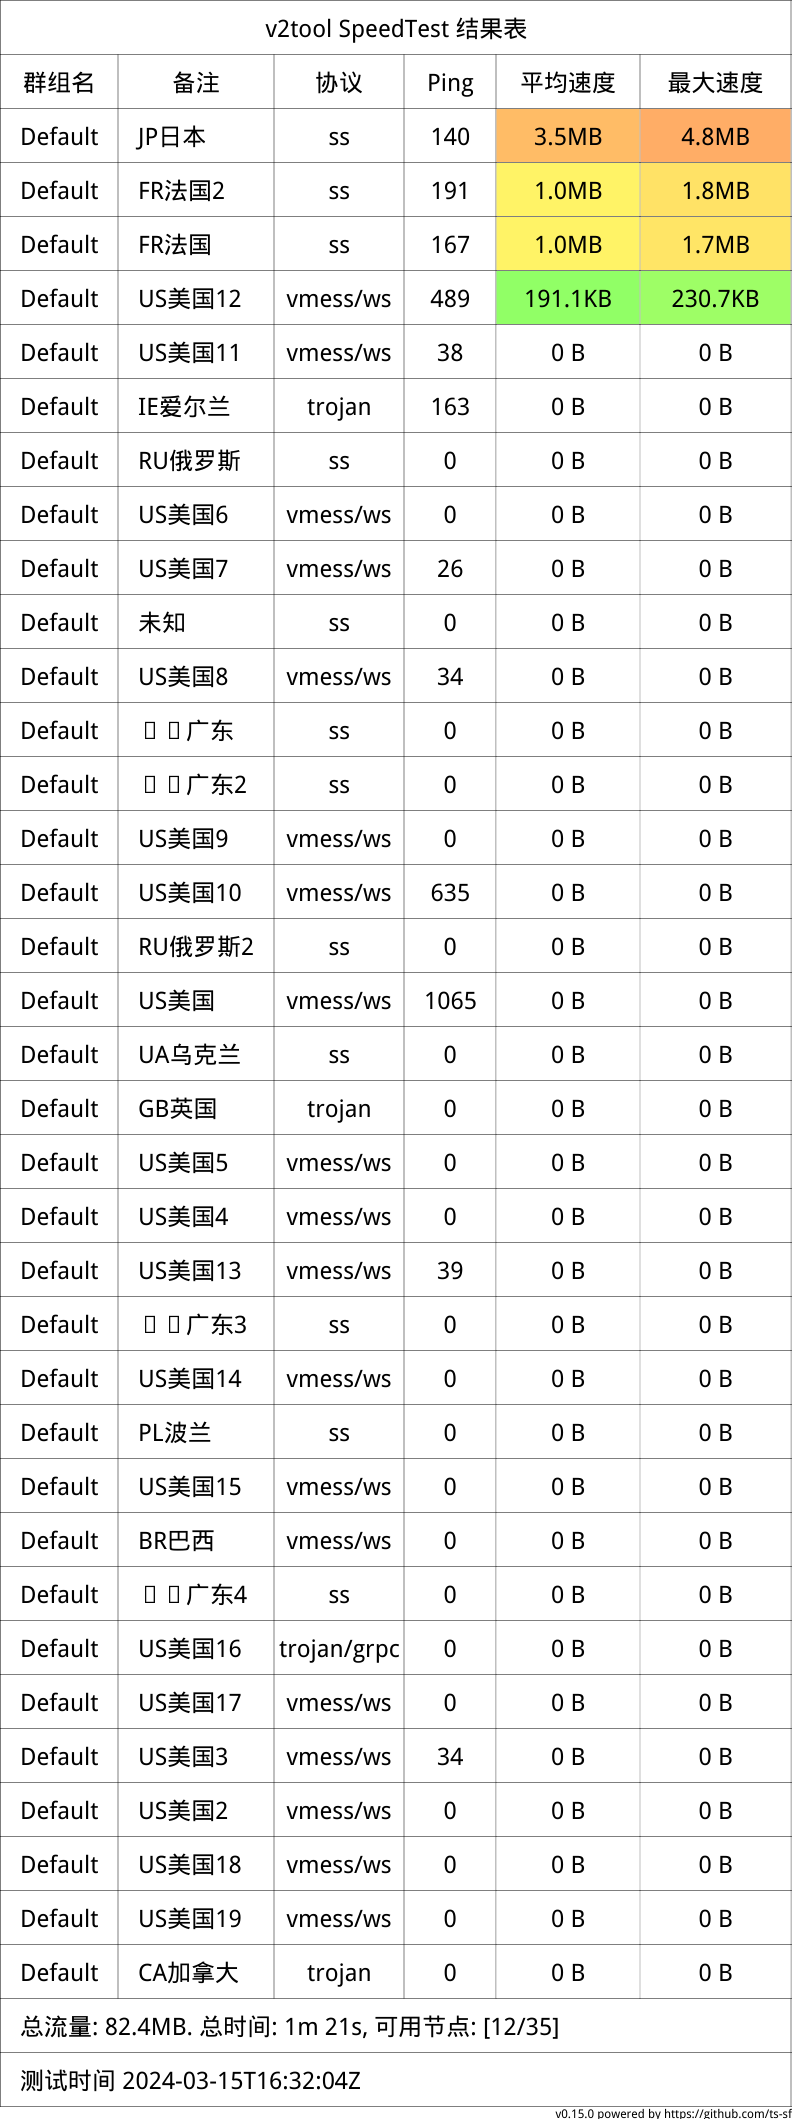 v2tool SpeedTest 结果表
群组名 备注 协议 Ping 平均速度 最大速度
Default JP日本 ss 140 3.5MB 4.8MB
Default FR法国2 ss 191 1.0MB 1.8MB
Default FR法国 ss 167 1.0MB 1.7MB
Default US美国12 vmess/ws 489 191.1KB 230.7KB
Default US美国11 vmess/ws 38 0 B 0 B
Default IE爱尔兰 trojan 163 0 B 0 B
Default RU俄罗斯 ss 0 0 B 0 B
Default US美国6 vmess/ws 0 0 B 0 B
Default US美国7 vmess/ws 26 0 B 0 B
Default 未知 ss 0 0 B 0 B
Default US美国8 vmess/ws 34 0 B 0 B
Default 广东 ss 0 0 B 0 B
Default 广东2 ss 0 0 B 0 B
Default US美国9 vmess/ws 0 0 B 0 B
Default US美国10 vmess/ws 635 0 B 0 B
Default RU俄罗斯2 ss 0 0 B 0 B
Default US美国 vmess/ws 1065 0 B 0 B
Default UA乌克兰 ss 0 0 B 0 B
Default GB英国 trojan 0 0 B 0 B
Default US美国5 vmess/ws 0 0 B 0 B
Default US美国4 vmess/ws 0 0 B 0 B
Default US美国13 vmess/ws 39 0 B 0 B
Default 广东3 ss 0 0 B 0 B
Default US美国14 vmess/ws 0 0 B 0 B
Default PL波兰 ss 0 0 B 0 B
Default US美国15 vmess/ws 0 0 B 0 B
Default BR巴西 vmess/ws 0 0 B 0 B
Default 广东4 ss 0 0 B 0 B
Default US美国16 trojan/grpc 0 0 B 0 B
Default US美国17 vmess/ws 0 0 B 0 B
Default US美国3 vmess/ws 34 0 B 0 B
Default US美国2 vmess/ws 0 0 B 0 B
Default US美国18 vmess/ws 0 0 B 0 B
Default US美国19 vmess/ws 0 0 B 0 B
Default CA加拿大 trojan 0 0 B 0 B
总流量: 82.4MB. 总时间: 1m 21s, 可用节点: [12/35]
测试时间 2024-03-15T16:32:04Z
v0.15.0 powered by https://github.com/ts-sf